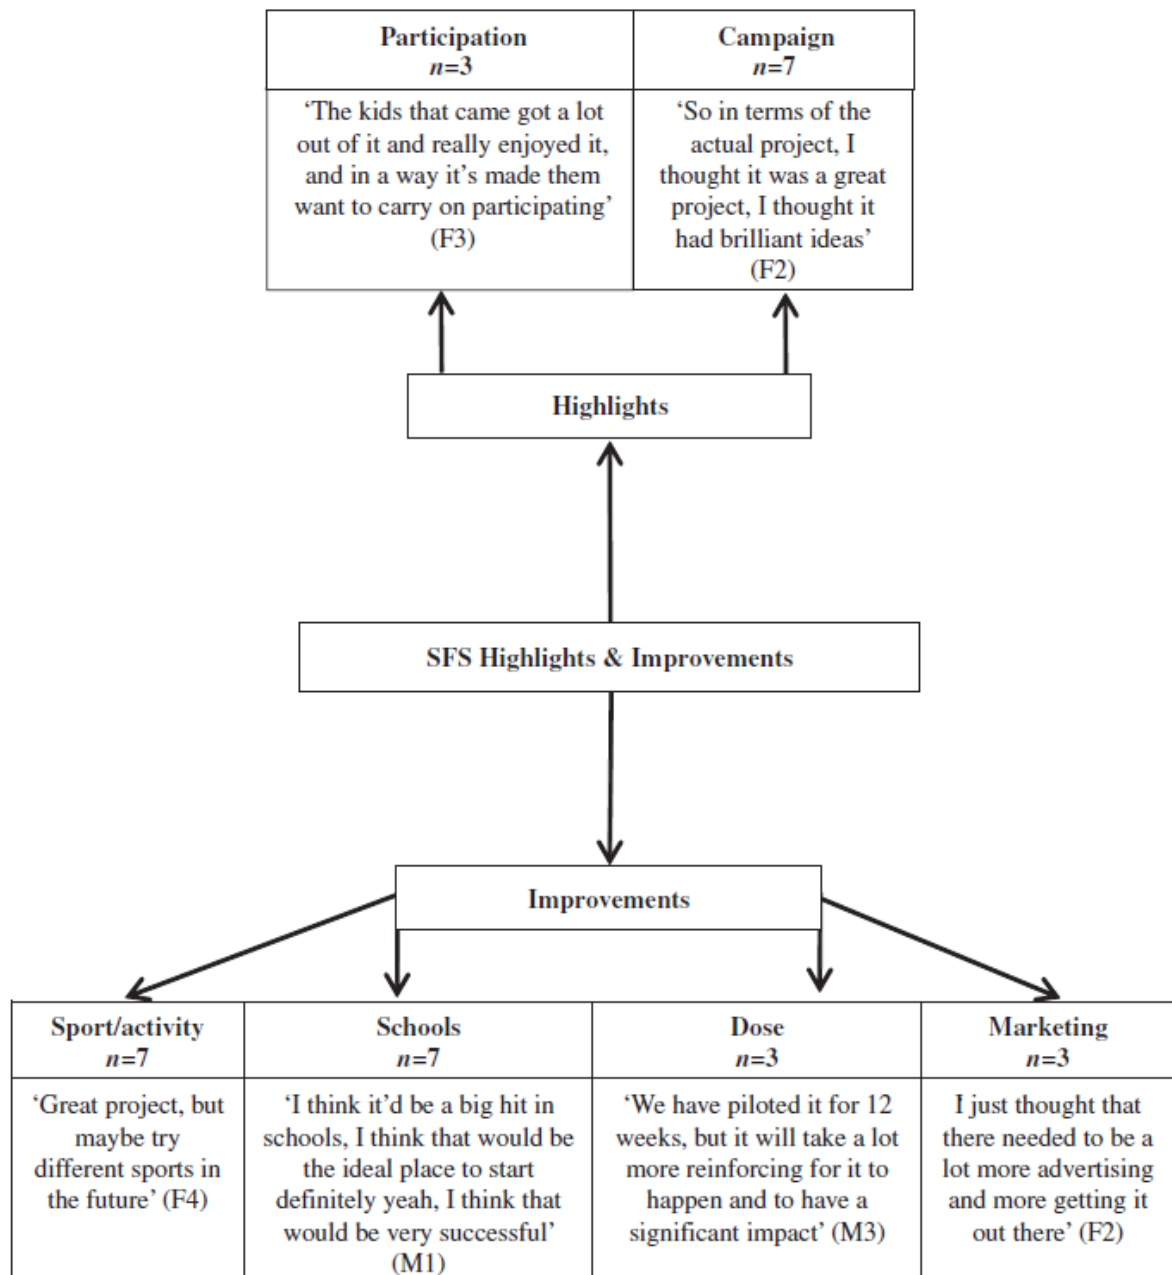 Participation
n=3
Campaign
n=7
‘The kids that came got a lot
out of it and really enjoyed it,
and in a way it’s made them
want to carry on participating’
(F3)
‘So in terms of the
actual project, I
thought it was a great
project, I thought it
had brilliant ideas’
(F2)
Highlights
SFS Highlights & Improvements
Improvements
Sport/activity
n=7
Schools
n=7
Dose
n=3
Marketing
n=3
‘Great project, but
maybe try
different sports in
the future’ (F4)
‘I think it’d be a big hit in
schools, I think that would be
the ideal place to start
definitely yeah, I think that
would be very successful’
(M1)
‘We have piloted it for 12
weeks, but it will take a lot
more reinforcing for it to
happen and to have a
significant impact’ (M3)
I just thought that
there needed to be a
lot more advertising
and more getting it
out there’ (F2)